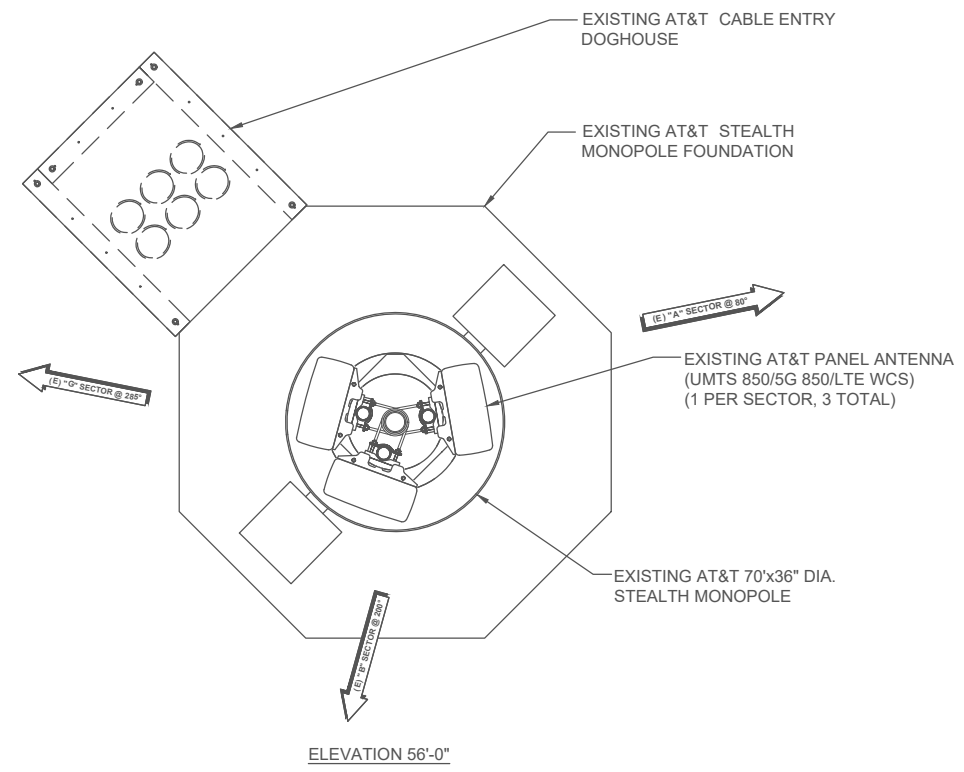 EXISTING AT&T CABLE ENTRY
DOGHOUSE
EXISTING AT&T STEALTH
MONOPOLE FOUNDATION
(E) "A" SECTOR @ 80°
EXISTING AT&T PANEL ANTENNA
(UMTS 850/5G 850/LTE WCS)
(1 PER SECTOR, 3 TOTAL)
(E) "G" SECTOR @ 285°
EXISTING AT&T 70'x36" DIA.
STEALTH MONOPOLE
(E) "B" SECTOR @ 200°
ELEVATION 56'-0"